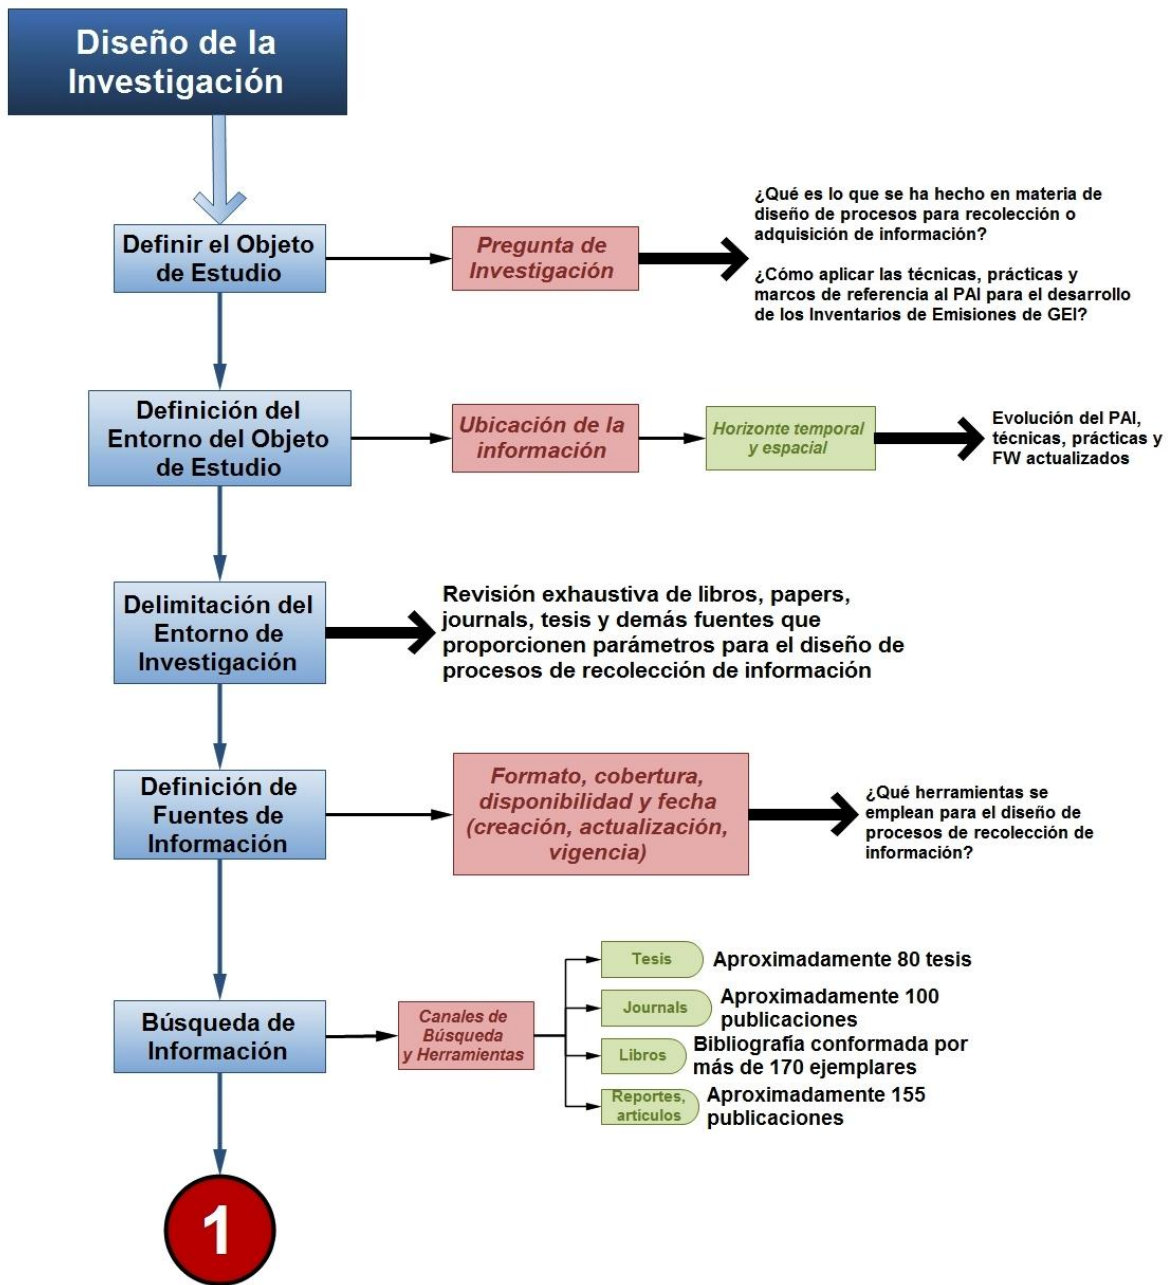 Diseño de la
Investigación
Definir el Objeto
de Estudio
Pregunta de
Investigación
¿Qué es lo que se ha hecho en materia de
diseño de procesos para recolección o
adquisición de información?
¿Cómo aplicar las técnicas, prácticas y
marcos de referencia al PAI para el desarrollo
de los Inventarios de Emisiones de GEI?
Definición del
Entorno del Objeto
de Estudio
Ubicación de la
información
Horizonte temporal
y espacial
Evolución del PAI,
técnicas, prácticas y
FW actualizados
Delimitación del
Entorno de
Investigación
Revisión exhaustiva de libros, papers,
journals, tesis y demás fuentes que
proporcionen parámetros para el diseño de
procesos de recolección de información
Definición de
Fuentes de
Información
Formato, cobertura,
disponibilidad y fecha
(creación, actualización,
vigencia)
¿Qué herramientas se
emplean para el diseño de
procesos de recolección de
información?
Búsqueda de
Información
Canales de
Búsqueda
y Herramientas
Tesis
Aproximadamente 80 tesis
Journals
Aproximadamente 100
publicaciones
Libros
Bibliografía conformada por
más de 170 ejemplares
Reportes,
artículos
Aproximadamente 155
publicaciones
1